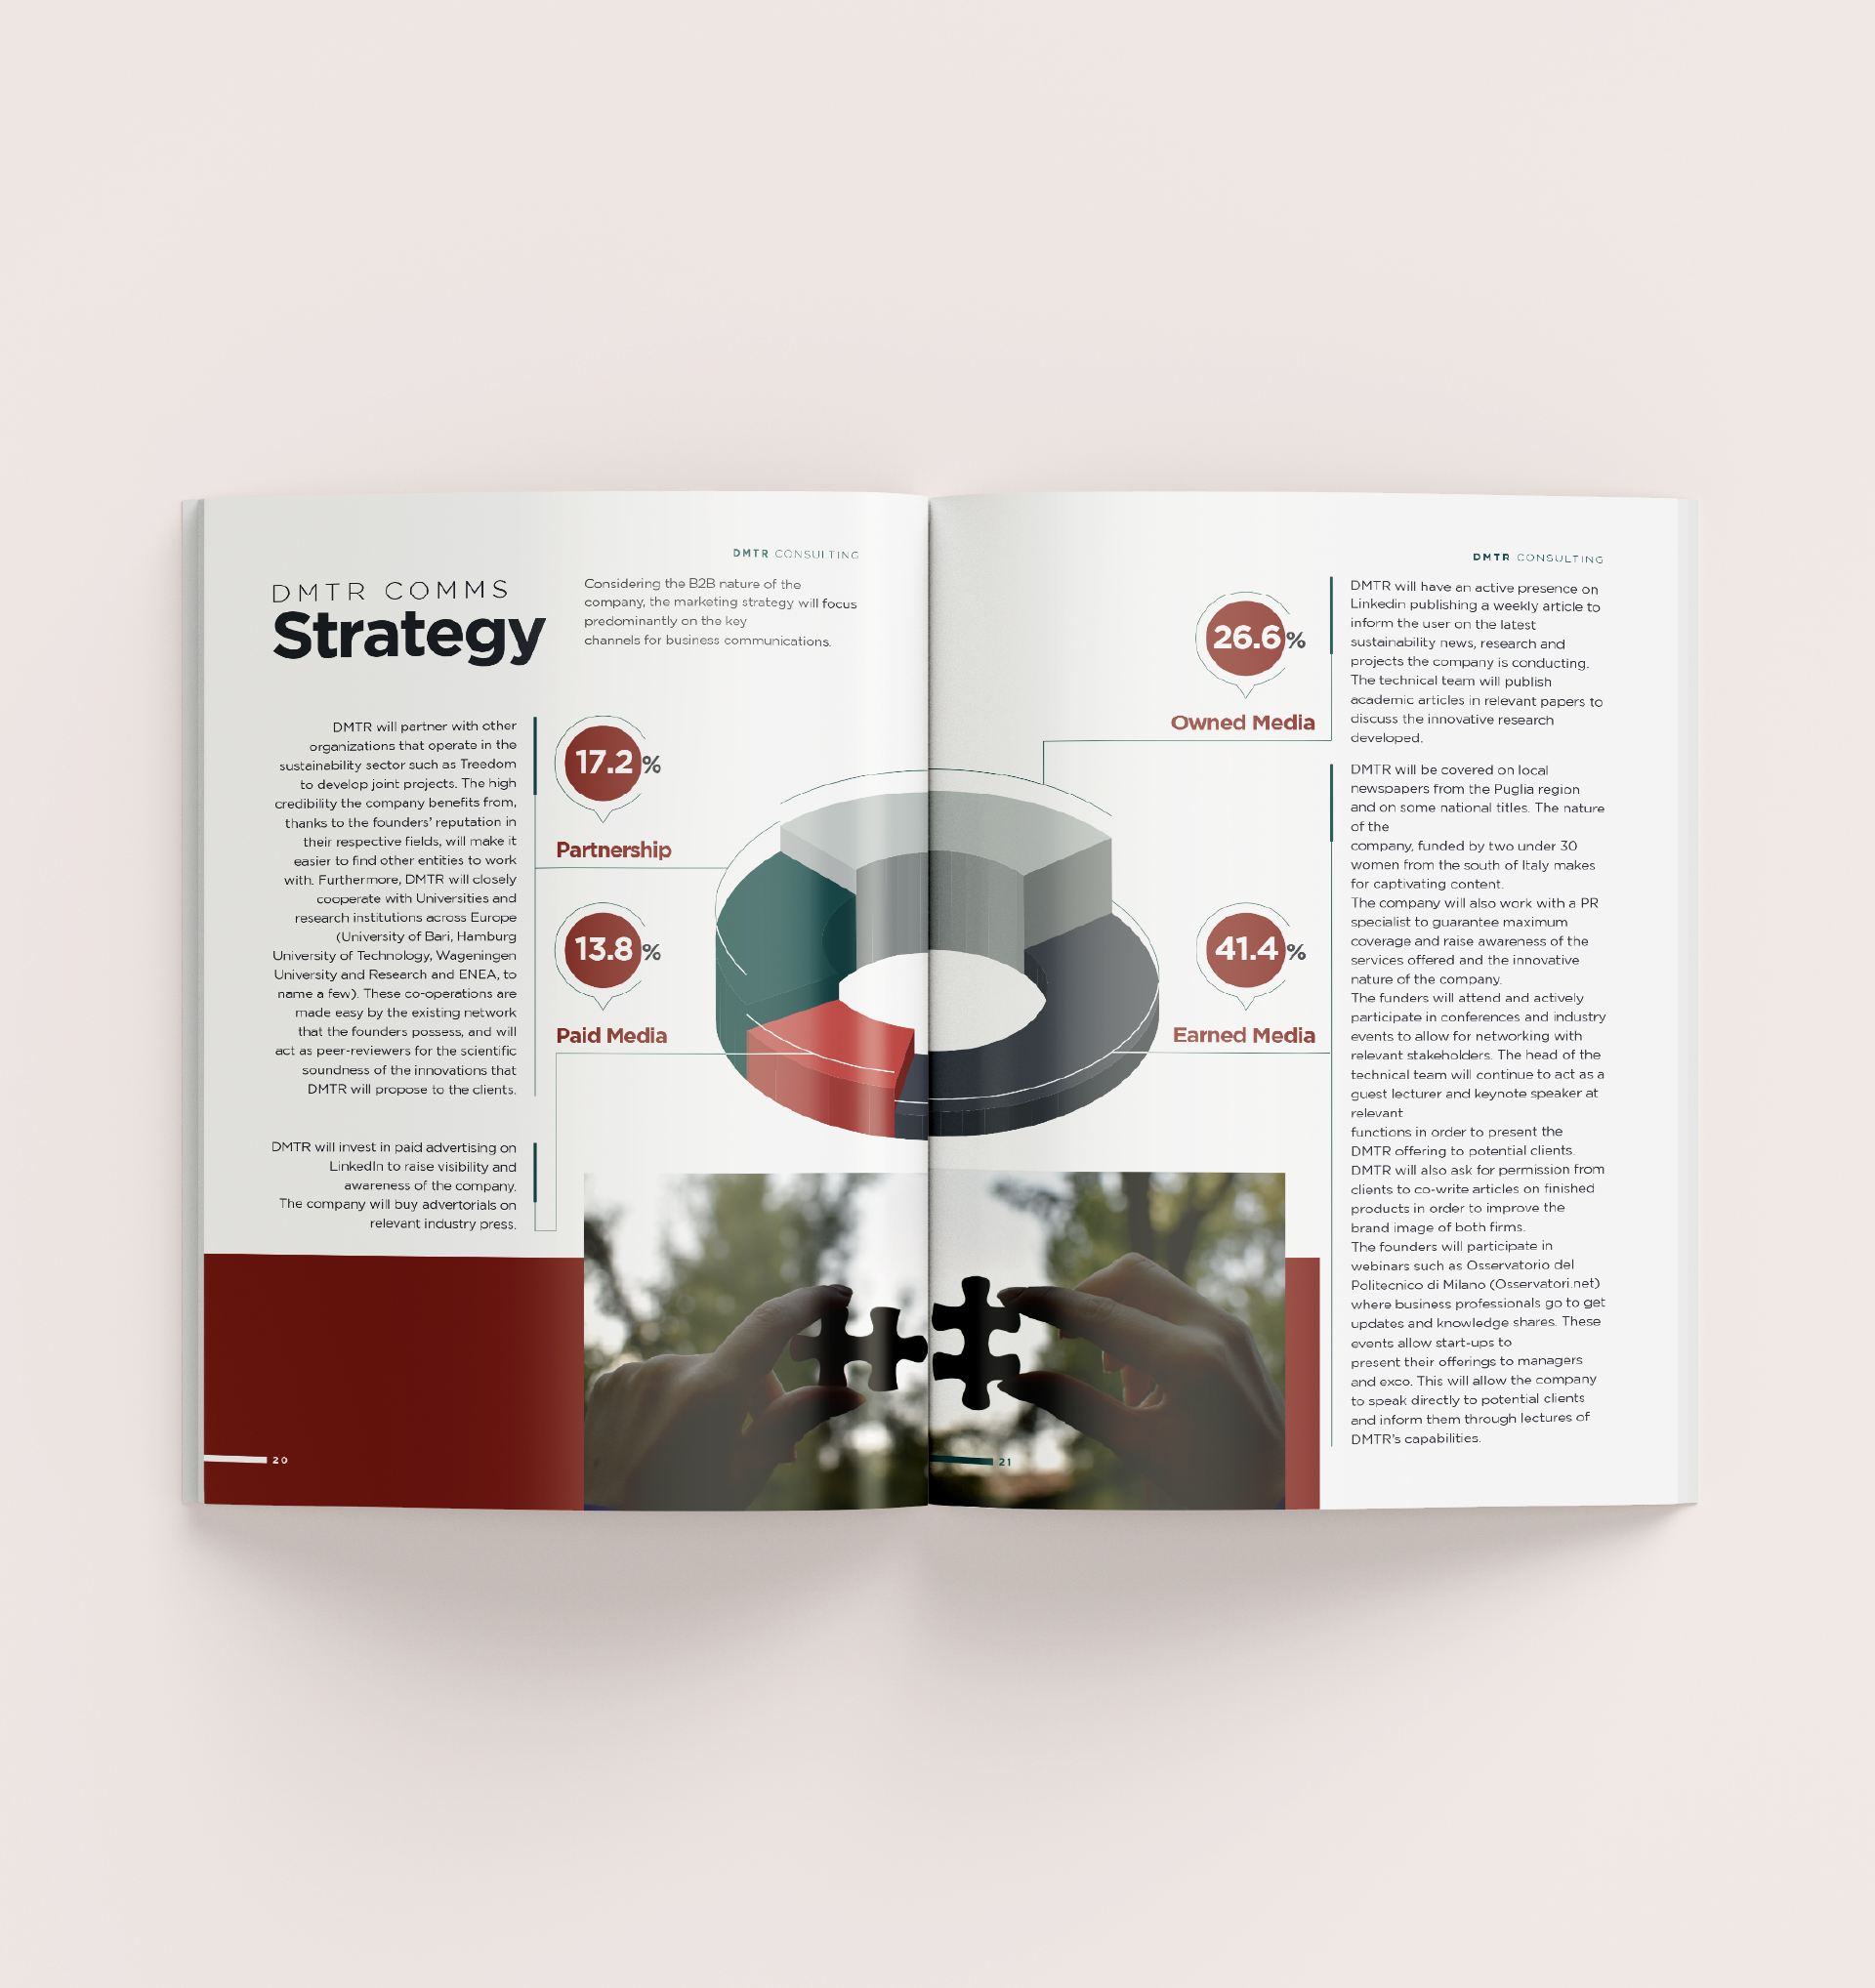 DMTR CONSULTING
DMTR COMMS
Strategy
Considering the B2B nature of the
company, the marketing strategy will focus
predominantly on the key
channels for business communications.
DMTR will partner with other
organizations that operate in the
sustainability sector such as Treedom
to develop joint projects. The high
credibility the company benefits from,
thanks to the founders' reputation in
their respective fields, will make it
easier to find other entities to work
with. Furthermore, DMTR will closely
cooperate with Universities and
research institutions across Europe
(University of Bari, Hamburg
University of Technology, Wageningen
University and Research and ENEA, to
name a few). These co-operations are
made easy by the existing network
that the founders possess, and will
act as peer-reviewers for the scientific
soundness of the innovations that
DMTR will propose to the clients.
17.2%
Partnership
13.8%
Paid Media
DMTR will invest in paid advertising on
LinkedIn to raise visibility and
awareness of the company.
The company will buy advertorials on
relevant industry press.
20
DMTR CONSULTING
26.6%
Owned Media
DMTR will have an active presence on
Linkedin publishing a weekly article to
inform the user on the latest
sustainability news, research and
projects the company is conducting.
The technical team will publish
academic articles in relevant papers to
discuss the innovative research
developed.
41.4%
Earned Media
DMTR will be covered on local
newspapers from the Puglia region
and on some national titles. The nature
of the
company, funded by two under 30
women from the south of Italy makes
for captivating content.
The company will also work with a PR
specialist to guarantee maximum
coverage and raise awareness of the
services offered and the innovative
nature of the company.
The funders will attend and actively
participate in conferences and industry
events to allow for networking with
relevant stakeholders. The head of the
technical team will continue to act as a
guest lecturer and keynote speaker at
relevant
functions in order to present the
DMTR offering to potential clients.
DMTR will also ask for permission from
clients to co-write articles on finished
products in order to improve the
brand image of both firms.
The founders will participate in
webinars such as Osservatorio del
Politecnico di Milano (Osservatori.net)
where business professionals go to get
updates and knowledge shares. These
events allow start-ups to
present their offerings to managers
and exco. This will allow the company
to speak directly to potential clients
and inform them through lectures of
DMTR's capabilities.
21